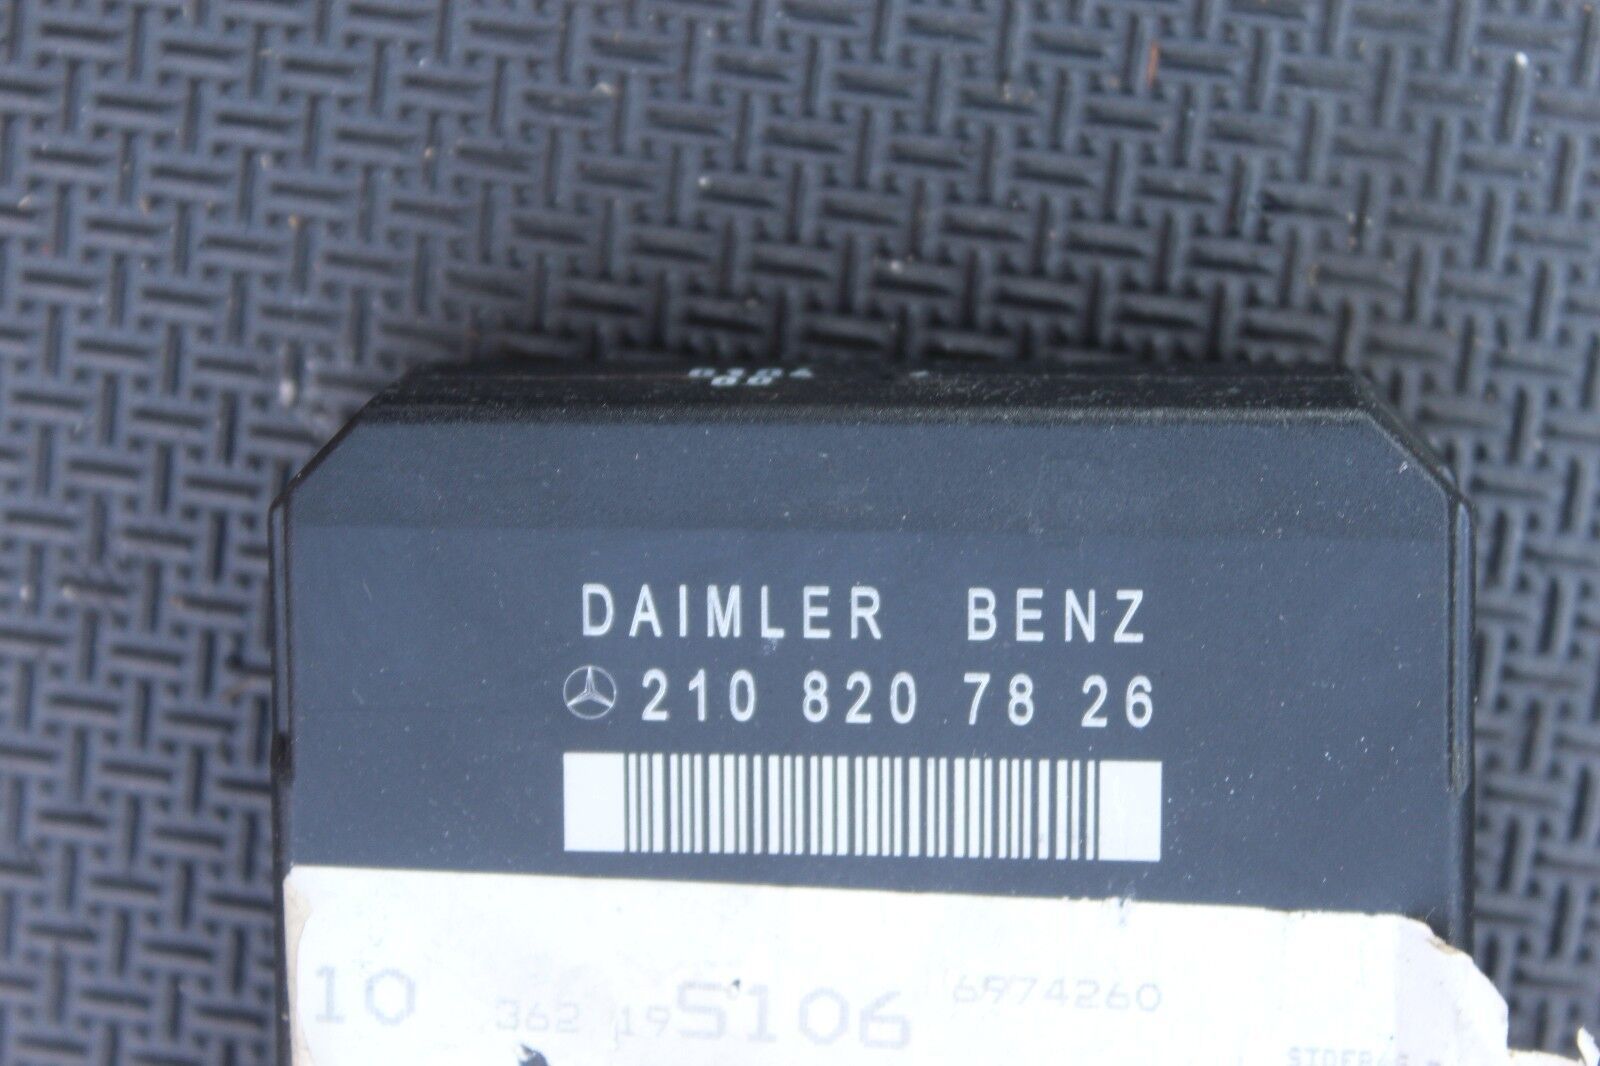 DAIMLER BENZ
210 820 78 26
10 362 19 S106 6974260